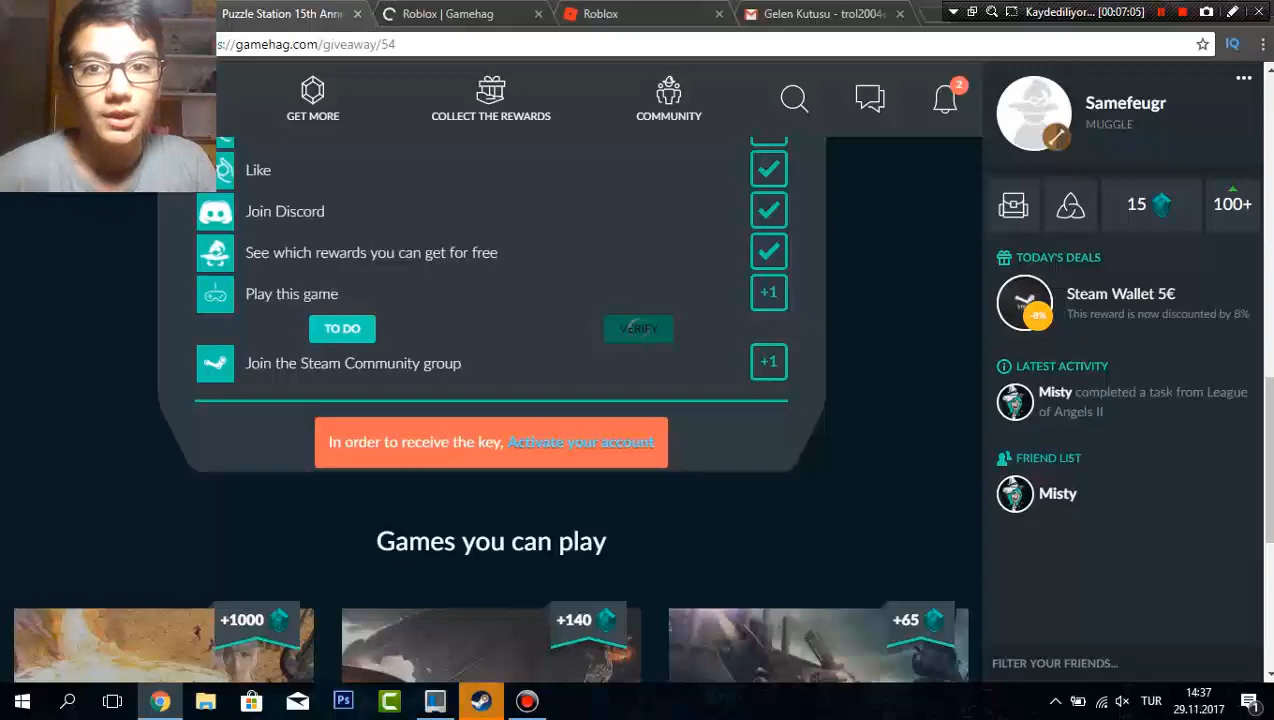 Puzzle Station 15th Anni
Roblox | Gamehag
Roblox
Gelen Kutusu - trol2004
Kaydediliyor... [00:07:05]
s://gamehag.com/giveaway/54
IQ
GET MORE
COLLECT THE REWARDS
COMMUNITY
2
Samefeugr
MUGGLE
15
100+
Like
Join Discord
See which rewards you can get for free
Play this game
+1
TO DO
VERIFY
Join the Steam Community group
+1
In order to receive the key, Activate your account
TODAY'S DEALS
Steam Wallet 5€
-8%
This reward is now discounted by 8%
LATEST ACTIVITY
Misty completed a task from League
of Angels II
FRIEND LIST
Misty
Games you can play
+1000
+140
+65
FILTER YOUR FRIENDS...
Ps
TUR
14:37
29.11.2017
1